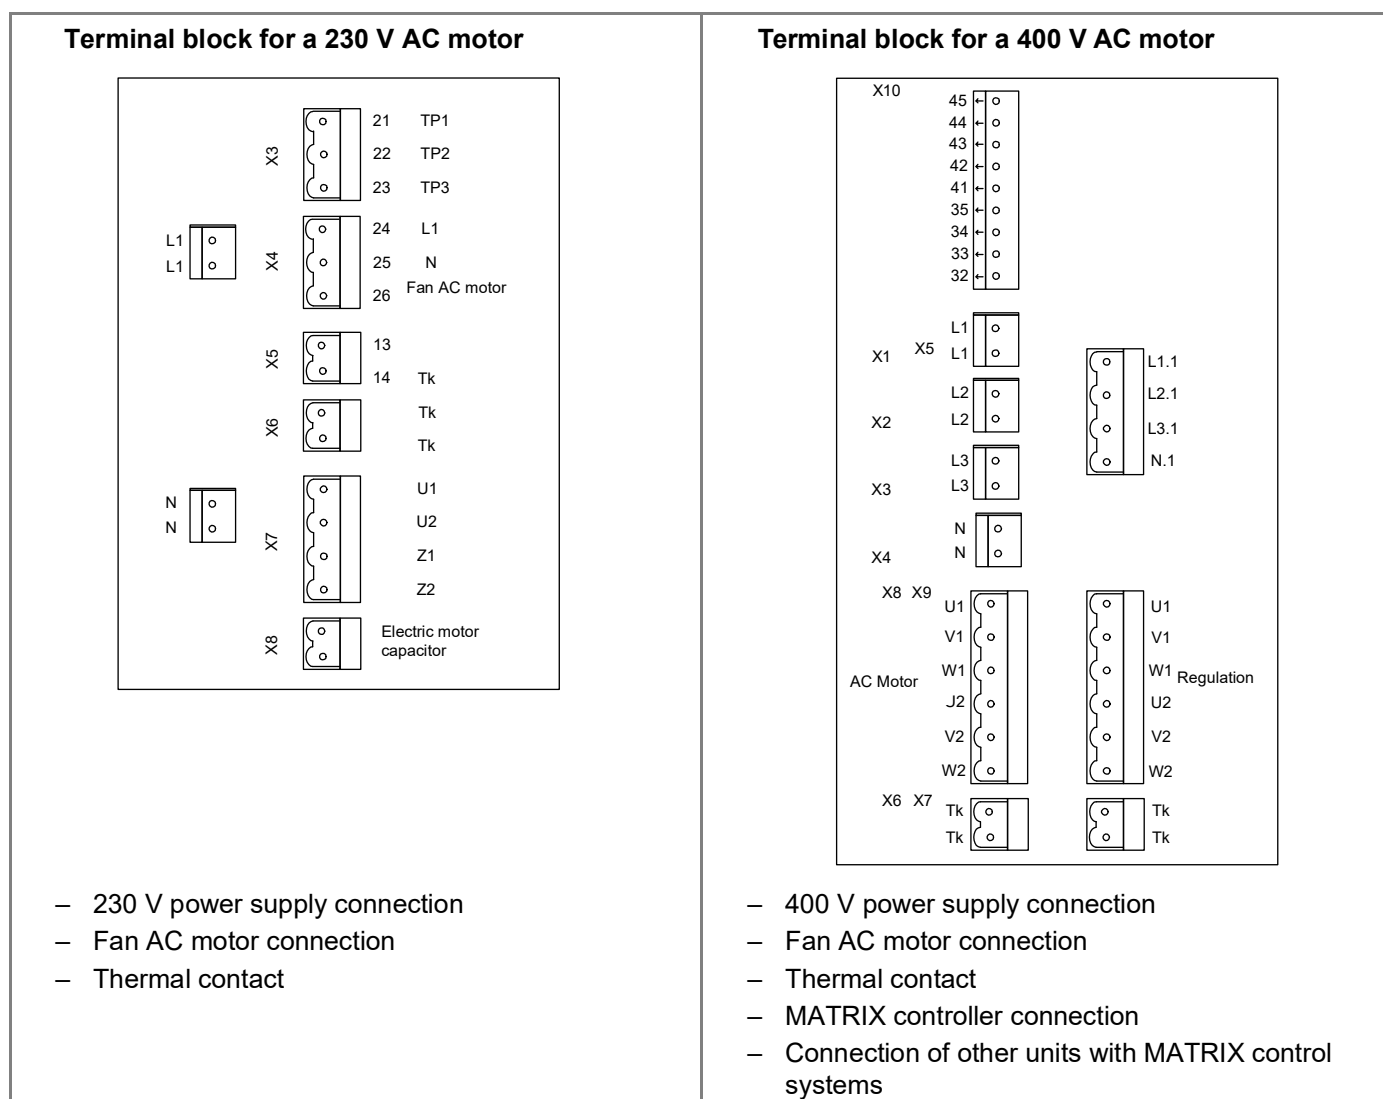 Terminal block for a 230 V AC motor
X3
21 TP1
22 TP2
23 TP3
L1
L1
X4
24 L1
25 N
26 Fan AC motor
X5
13
14 Tk
X6
Tk
Tk
N
N
X7
U1
U2
Z1
Z2
X8
Electric motor
capacitor
– 230 V power supply connection
– Fan AC motor connection
– Thermal contact
Terminal block for a 400 V AC motor
X10
45
44
43
42
41
35
34
33
32
X1 X5
L1
L1
X2
L2
L2
X3
L3
L3
X4
N
N
L1.1
L2.1
L3.1
N.1
X8 X9
AC Motor
U1
V1
W1
J2
V2
W2
U1
V1
W1 Regulation
U2
V2
W2
X6 X7
Tk
Tk
Tk
Tk
– 400 V power supply connection
– Fan AC motor connection
– Thermal contact
– MATRIX controller connection
– Connection of other units with MATRIX control
systems